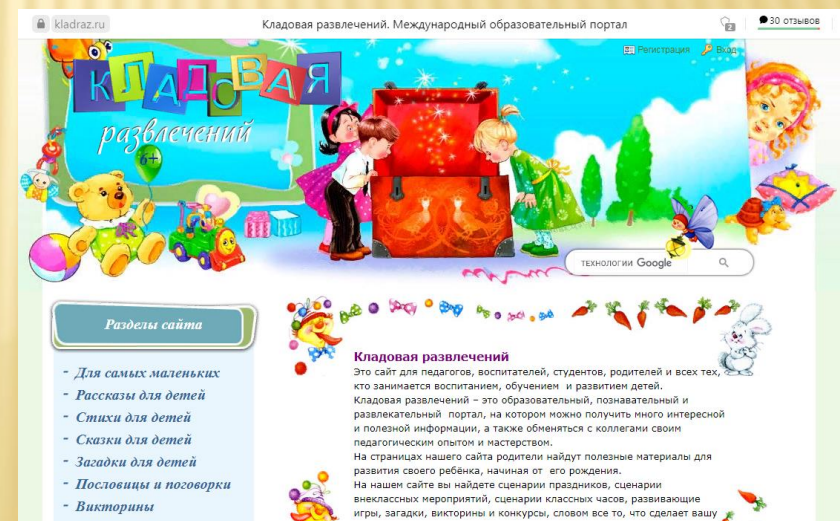 kladraz.ru
Кладовая развлечений. Международный образовательный портал
2
30 отзывов
Регистрация
Вход
КЛАДОВАЯ
развлечений
6+
ТЕХНОЛОГИИ Google
Разделы сайта
- Для самых маленьких
- Рассказы для детей
- Стихи для детей
- Сказки для детей
- Загадки для детей
- Пословицы и поговорки
- Викторины
Кладовая развлечений
Это сайт для педагогов, воспитателей, студентов, родителей и всех тех,
кто занимается воспитанием, обучением и развитием детей.
Кладовая развлечений – это образовательный, познавательный и
развлекательный портал, на котором можно получить много интересной
и полезной информации, а также обменяться с коллегами своим
педагогическим опытом и мастерством.
На страницах нашего сайта родители найдут полезные материалы для
развития своего ребёнка, начиная от его рождения.
На нашем сайте вы найдете сценарии праздников, сценарии
внеклассных мероприятий, сценарии классных часов, развивающие
игры, загадки, викторины и конкурсы, словом все то, что сделает вашу